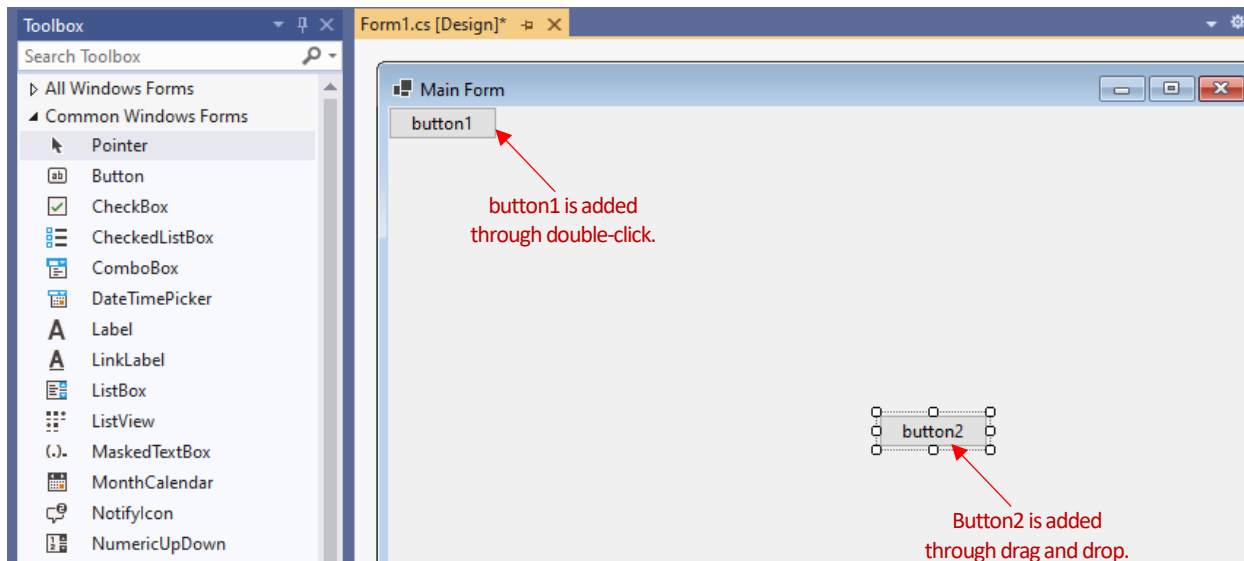 Toolbox
Search Toolbox
All Windows Forms
Common Windows Forms
Pointer
Button
CheckBox
CheckedListBox
ComboBox
DateTimePicker
Label
LinkLabel
ListBox
ListView
MaskedTextBox
MonthCalendar
NotifyIcon
NumericUpDown
Form1.cs [Design]*
Main Form
button1
button1 is added
through double-click.
button2
Button2 is added
through drag and drop.